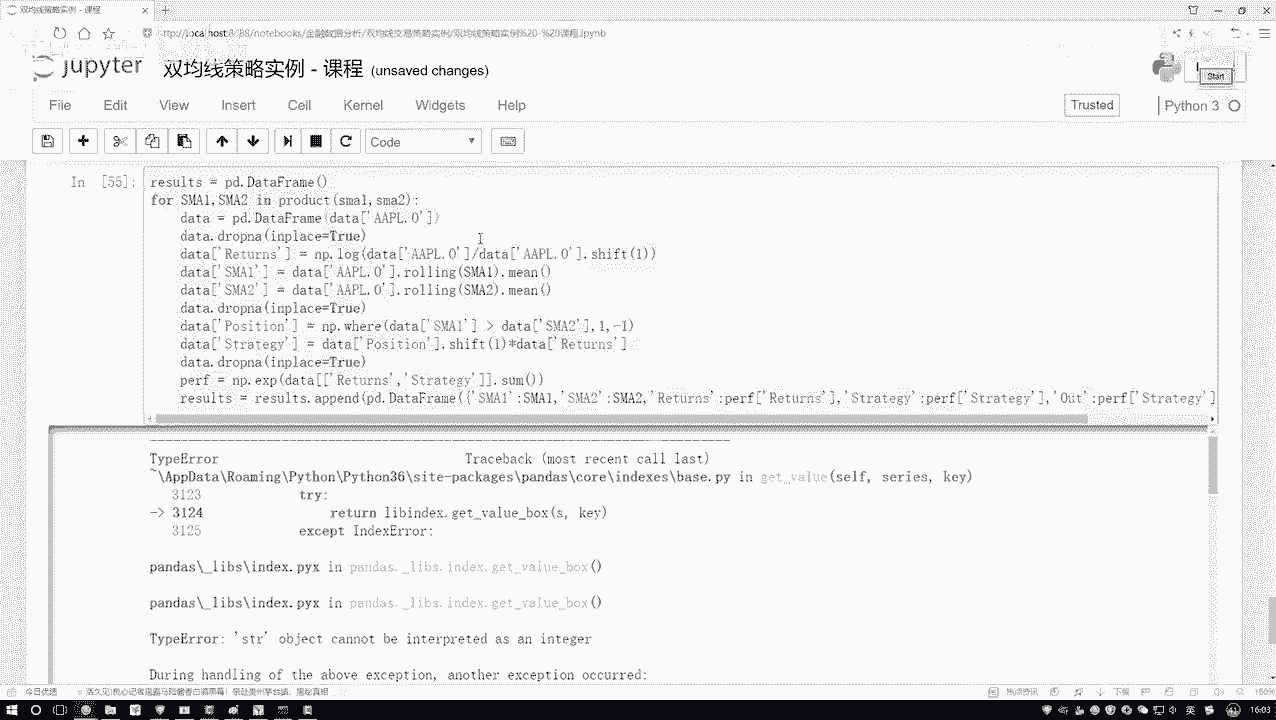 双均线策略实例 - 课程
localhost:8888/notebooks/金融数据分析/双均线交易策略实例/双均线策略实例%20-%20课程.ipynb
jupyter 双均线策略实例 - 课程 (unsaved changes)
Start
File Edit View Insert Cell Kernel Widgets Help
Trusted Python 3
Code
In [55]:
results = pd.DataFrame()
for SMA1,SMA2 in product(sma1,sma2):
data = pd.DataFrame(data['AAPL.O'])
data.dropna(inplace=True)
data['Returns'] = np.log(data['AAPL.O']/data['AAPL.O'].shift(1))
data['SMA1'] = data['AAPL.O'].rolling(SMA1).mean()
data['SMA2'] = data['AAPL.O'].rolling(SMA2).mean()
data.dropna(inplace=True)
data['Position'] = np.where(data['SMA1'] > data['SMA2'],1,-1)
data['Strategy'] = data['Position'].shift(1)*data['Returns']
data.dropna(inplace=True)
perf = np.exp(data[['Returns','Strategy']].sum())
results = results.append(pd.DataFrame({'SMA1':SMA1,'SMA2':SMA2,'Returns':perf['Returns'],'Strategy':perf['Strategy'],'Out':perf['Strategy']
TypeError Traceback (most recent call last)
~\AppData\Roaming\Python\Python36\site-packages\pandas\core\indexes\base.py in get_value(self, series, key)
3123 try:
-> 3124 return libindex.get_value_box(s, key)
3125 except IndexError:
pandas\_libs\index.pyx in pandas._libs.index.get_value_box()
pandas\_libs\index.pyx in pandas._libs.index.get_value_box()
TypeError: 'str' object cannot be interpreted as an integer
During handling of the above exception, another exception occurred:
今日优选
热点资讯
下载
160%
英
16:03